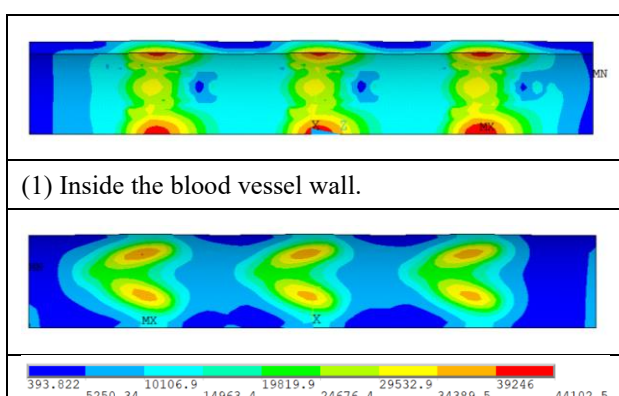 MN
X Z MX
(1) Inside the blood vessel wall.
MX X
393.822 10106.9 19819.9 29532.9 39246
5250.34 14963.4 24676.4 34389.5 44102.5